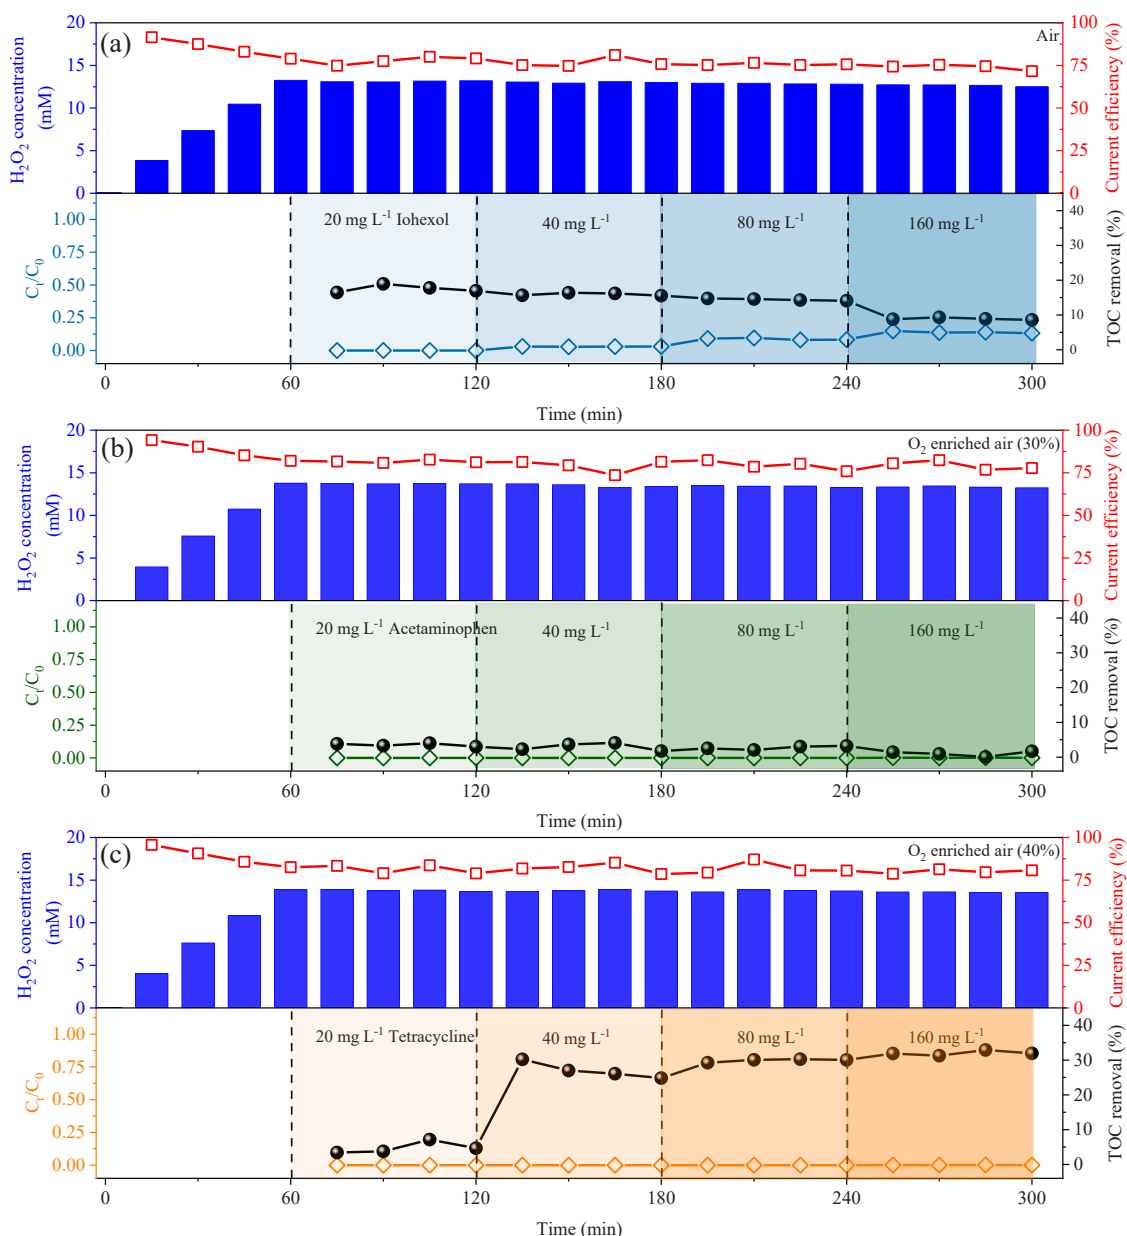 (a)
Air
H₂O₂ concentration
(mM)
20
15
10
5
0
100
75
50
25
0
Current efficiency (%)
20 mg L⁻¹ Iohexol
40 mg L⁻¹
80 mg L⁻¹
160 mg L⁻¹
Cₜ/C₀
1.00
0.75
0.50
0.25
0.00
40
30
20
10
0
TOC removal (%)
0 60 120 180 240 300
Time (min)
(b)
O₂ enriched air (30%)
H₂O₂ concentration
(mM)
20
15
10
5
0
100
75
50
25
0
Current efficiency (%)
20 mg L⁻¹ Acetaminophen
40 mg L⁻¹
80 mg L⁻¹
160 mg L⁻¹
Cₜ/C₀
1.00
0.75
0.50
0.25
0.00
40
30
20
10
0
TOC removal (%)
0 60 120 180 240 300
Time (min)
(c)
O₂ enriched air (40%)
H₂O₂ concentration
(mM)
20
15
10
5
0
100
75
50
25
0
Current efficiency (%)
20 mg L⁻¹ Tetracycline
40 mg L⁻¹
80 mg L⁻¹
160 mg L⁻¹
Cₜ/C₀
1.00
0.75
0.50
0.25
0.00
40
30
20
10
0
TOC removal (%)
0 60 120 180 240 300
Time (min)